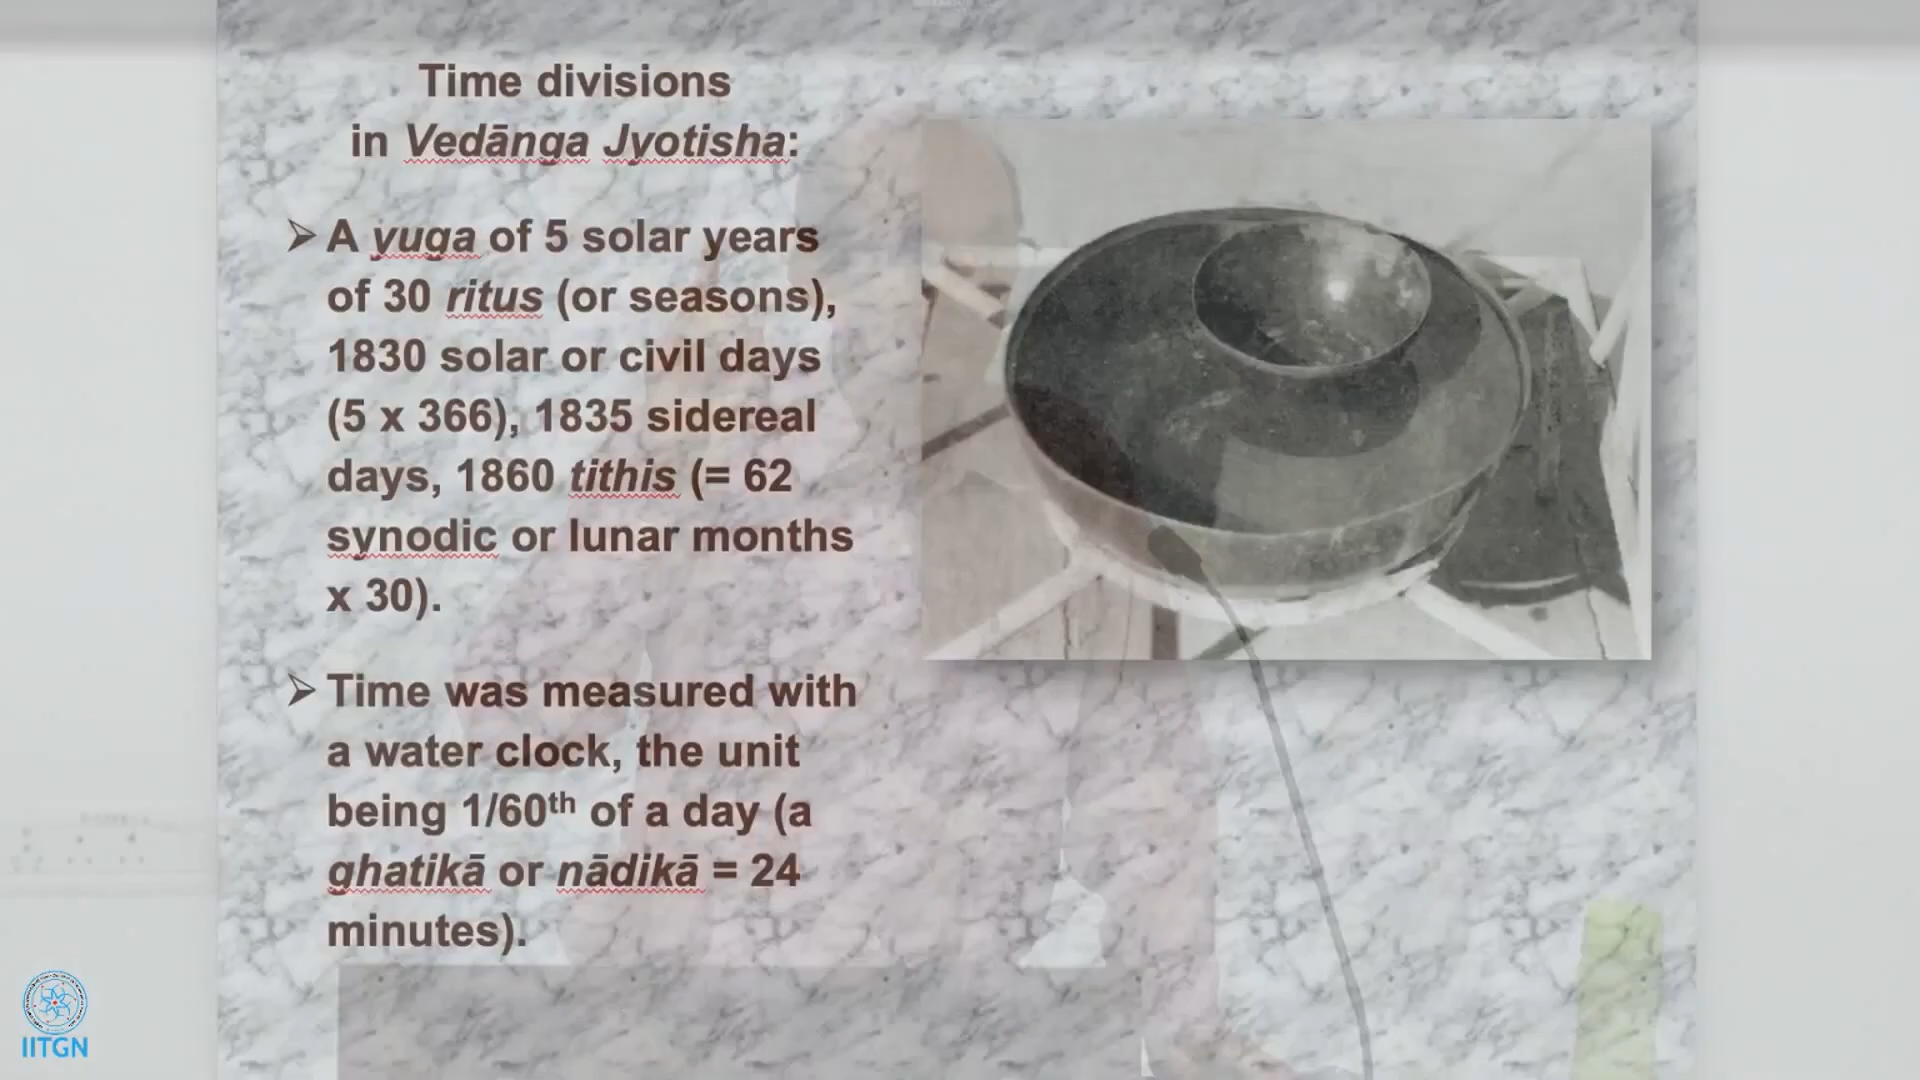 Time divisions
in Vedānga Jyotisha:
➢ A yuga of 5 solar years
of 30 ritus (or seasons),
1830 solar or civil days
(5 x 366), 1835 sidereal
days, 1860 tithis (= 62
synodic or lunar months
x 30).
➢ Time was measured with
a water clock, the unit
being 1/60th of a day (a
ghatikā or nādikā = 24
minutes).
IITGN